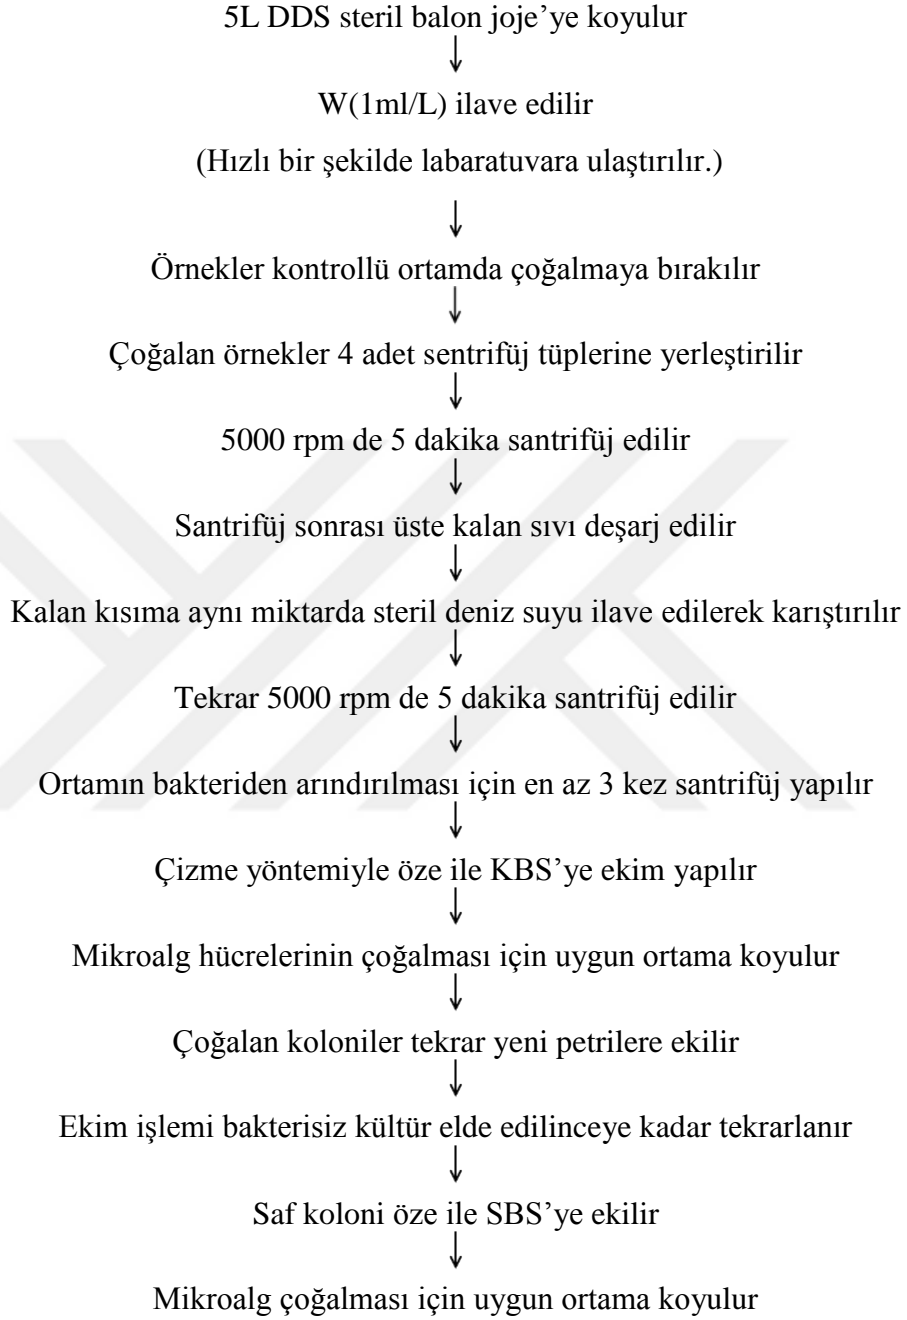 5L DDS steril balon joje’ye koyulur
W(1ml/L) ilave edilir
(Hızlı bir şekilde labaratuvara ulaştırılır.)
Örnekler kontrollü ortamda çoğalmaya bırakılır
Çoğalan örnekler 4 adet sentrifüj tüplerine yerleştirilir
5000 rpm de 5 dakika santrifüj edilir
Santrifüj sonrası üste kalan sıvı deşarj edilir
Kalan kısıma aynı miktarda steril deniz suyu ilave edilerek karıştırılır
Tekrar 5000 rpm de 5 dakika santrifüj edilir
Ortamın bakteriden arındırılması için en az 3 kez santrifüj yapılır
Çizme yöntemiyle öze ile KBS’ye ekim yapılır
Mikroalg hücrelerinin çoğalması için uygun ortama koyulur
Çoğalan koloniler tekrar yeni petrilere ekilir
Ekim işlemi bakterisiz kültür elde edilinceye kadar tekrarlanır
Saf koloni öze ile SBS’ye ekilir
Mikroalg çoğalması için uygun ortama koyulur